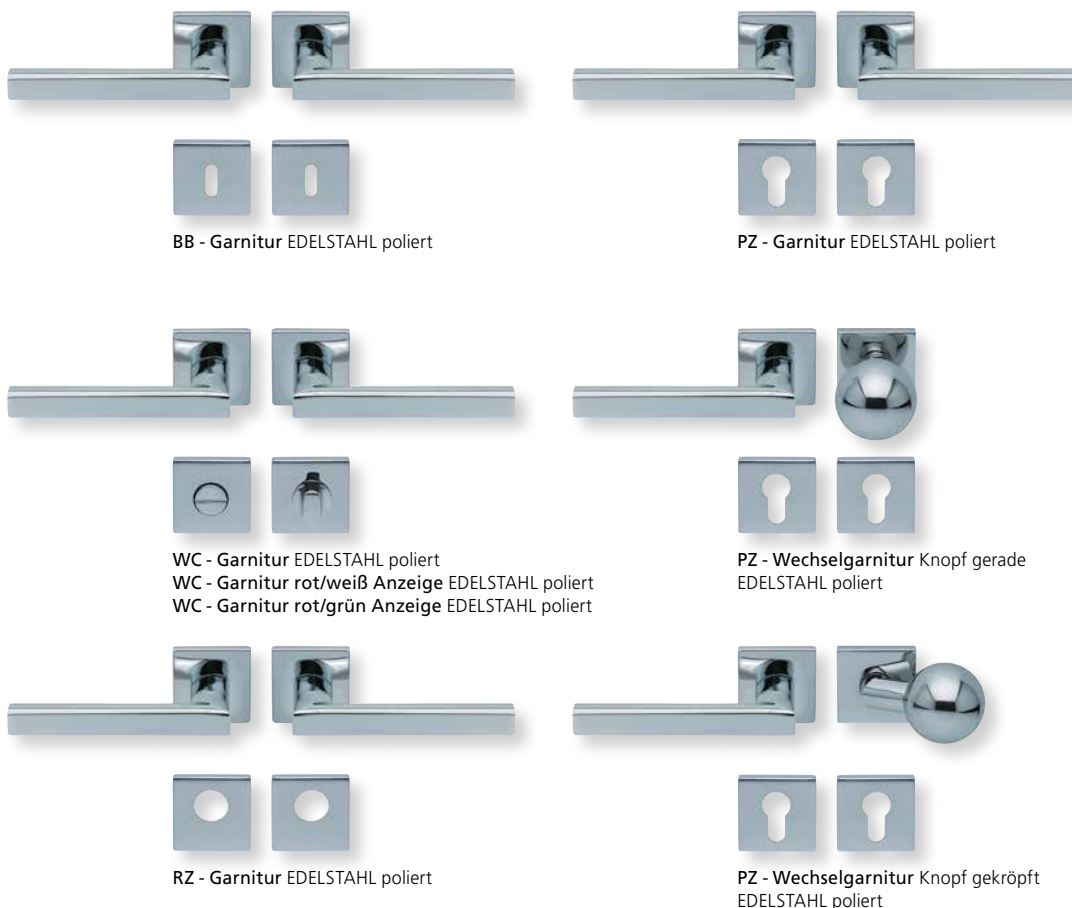 BB - Garnitur EDELSTAHL poliert
PZ - Garnitur EDELSTAHL poliert
WC - Garnitur EDELSTAHL poliert
WC - Garnitur rot/weiß Anzeige EDELSTAHL poliert
WC - Garnitur rot/grün Anzeige EDELSTAHL poliert
PZ - Wechselgarnitur Knopf gerade
EDELSTAHL poliert
RZ - Garnitur EDELSTAHL poliert
PZ - Wechselgarnitur Knopf gekröpft
EDELSTAHL poliert